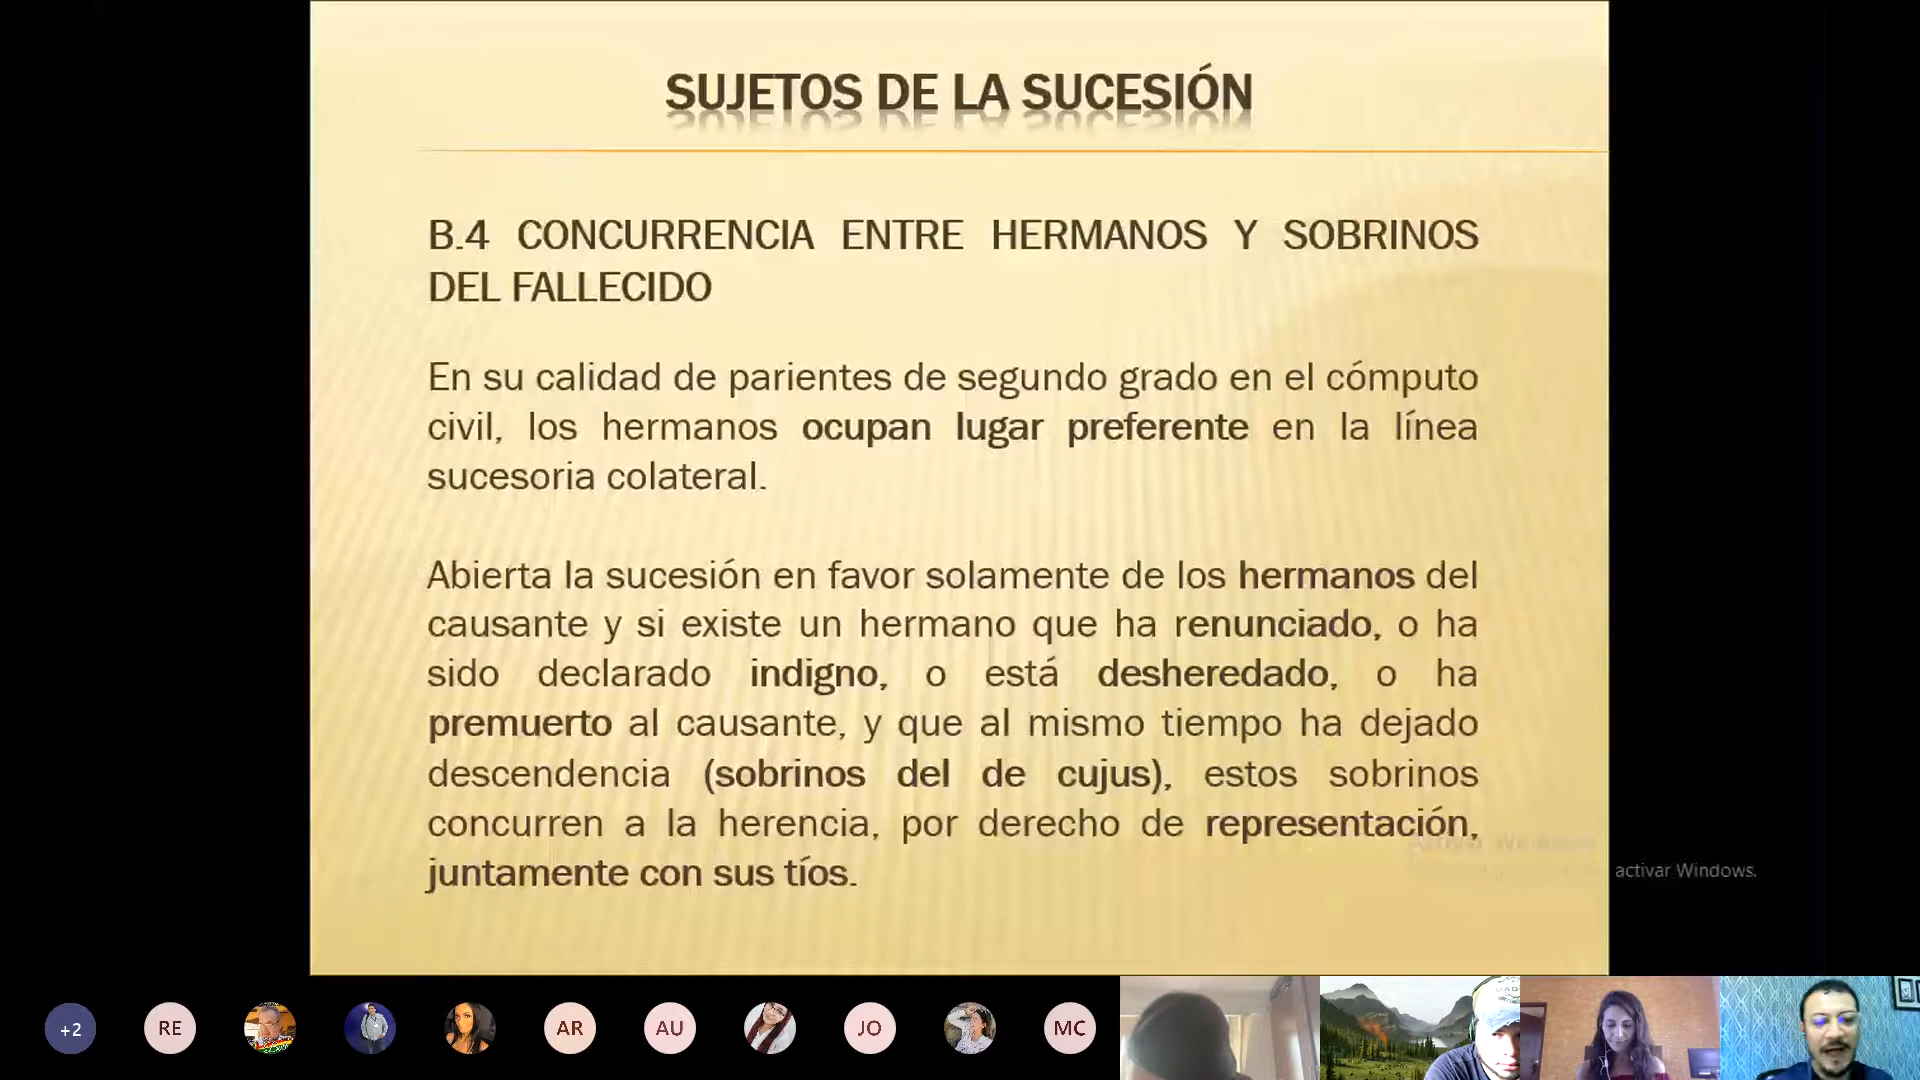 SUJETOS DE LA SUCESIÓN
B.4 CONCURRENCIA ENTRE HERMANOS Y SOBRINOS
DEL FALLECIDO
En su calidad de parientes de segundo grado en el cómputo
civil, los hermanos ocupan lugar preferente en la línea
sucesoria colateral.
Abierta la sucesión en favor solamente de los hermanos del
causante y si existe un hermano que ha renunciado, o ha
sido declarado indigno, o está desheredado, o ha
premuerto al causante, y que al mismo tiempo ha dejado
descendencia (sobrinos del de cujus), estos sobrinos
concurren a la herencia, por derecho de representación,
juntamente con sus tíos.
activar Windows.
+2
RE
AR
AU
JO
MC